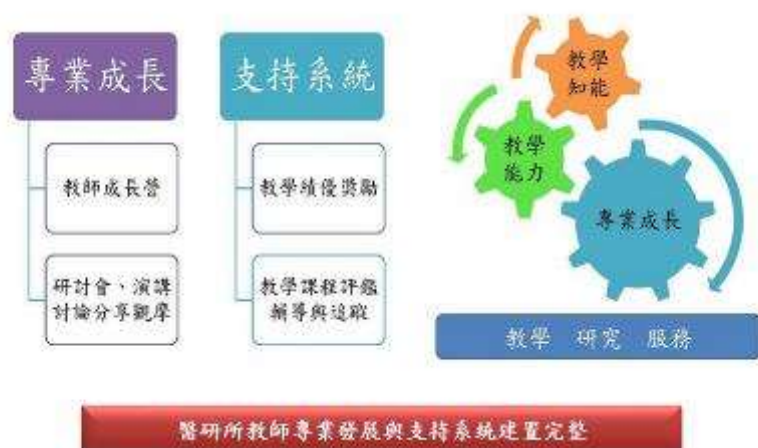 專業成長
教師成長營
研討會、演講
討論分享觀摩
支持系統
教學績優獎勵
教學課程評鑑
輔導與追蹤
教學
知能
教學
能力
專業成長
教學 研究 服務
醫研所教師專業發展與支持系統建置完整